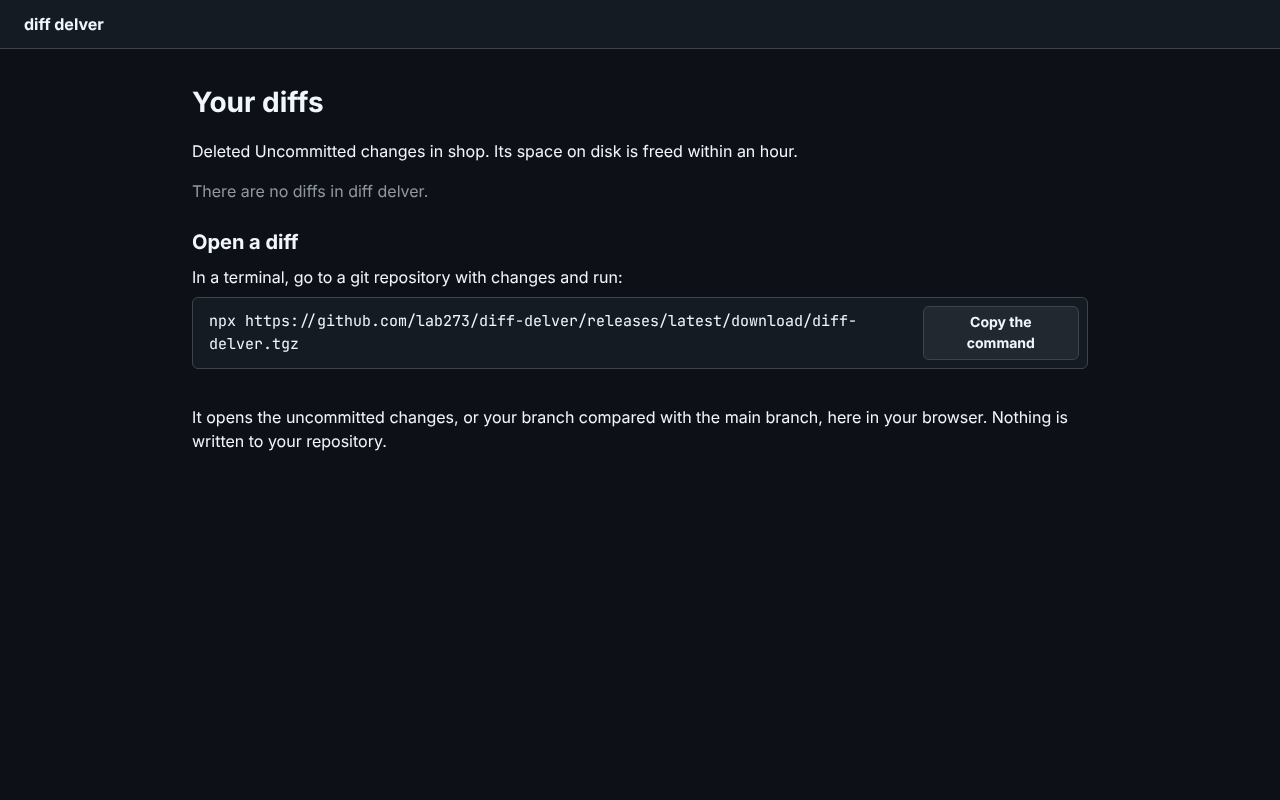 diff delver
Your diffs
Deleted Uncommitted changes in shop. Its space on disk is freed within an hour.
There are no diffs in diff delver.
Open a diff
In a terminal, go to a git repository with changes and run:
npx https://github.com/lab273/diff-delver/releases/latest/download/diff-
delver.tgz
Copy the
command
It opens the uncommitted changes, or your branch compared with the main branch, here in your browser. Nothing is
written to your repository.